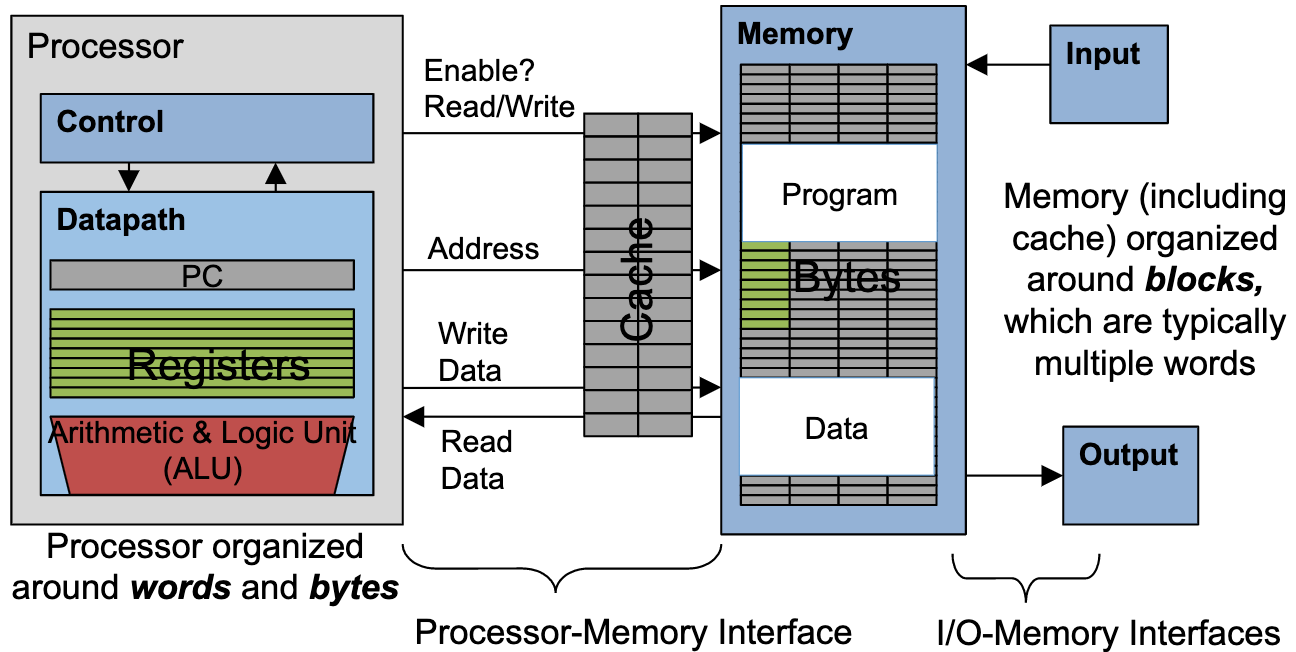 Processor
Control
Datapath
PC
Registers
Arithmetic & Logic Unit
(ALU)
Processor organized
around words and bytes
Enable?
Read/Write
Address
Write
Data
Read
Data
Cache
Processor-Memory Interface
Memory
Program
Bytes
Data
Input
Memory (including
cache) organized
around blocks,
which are typically
multiple words
Output
I/O-Memory Interfaces